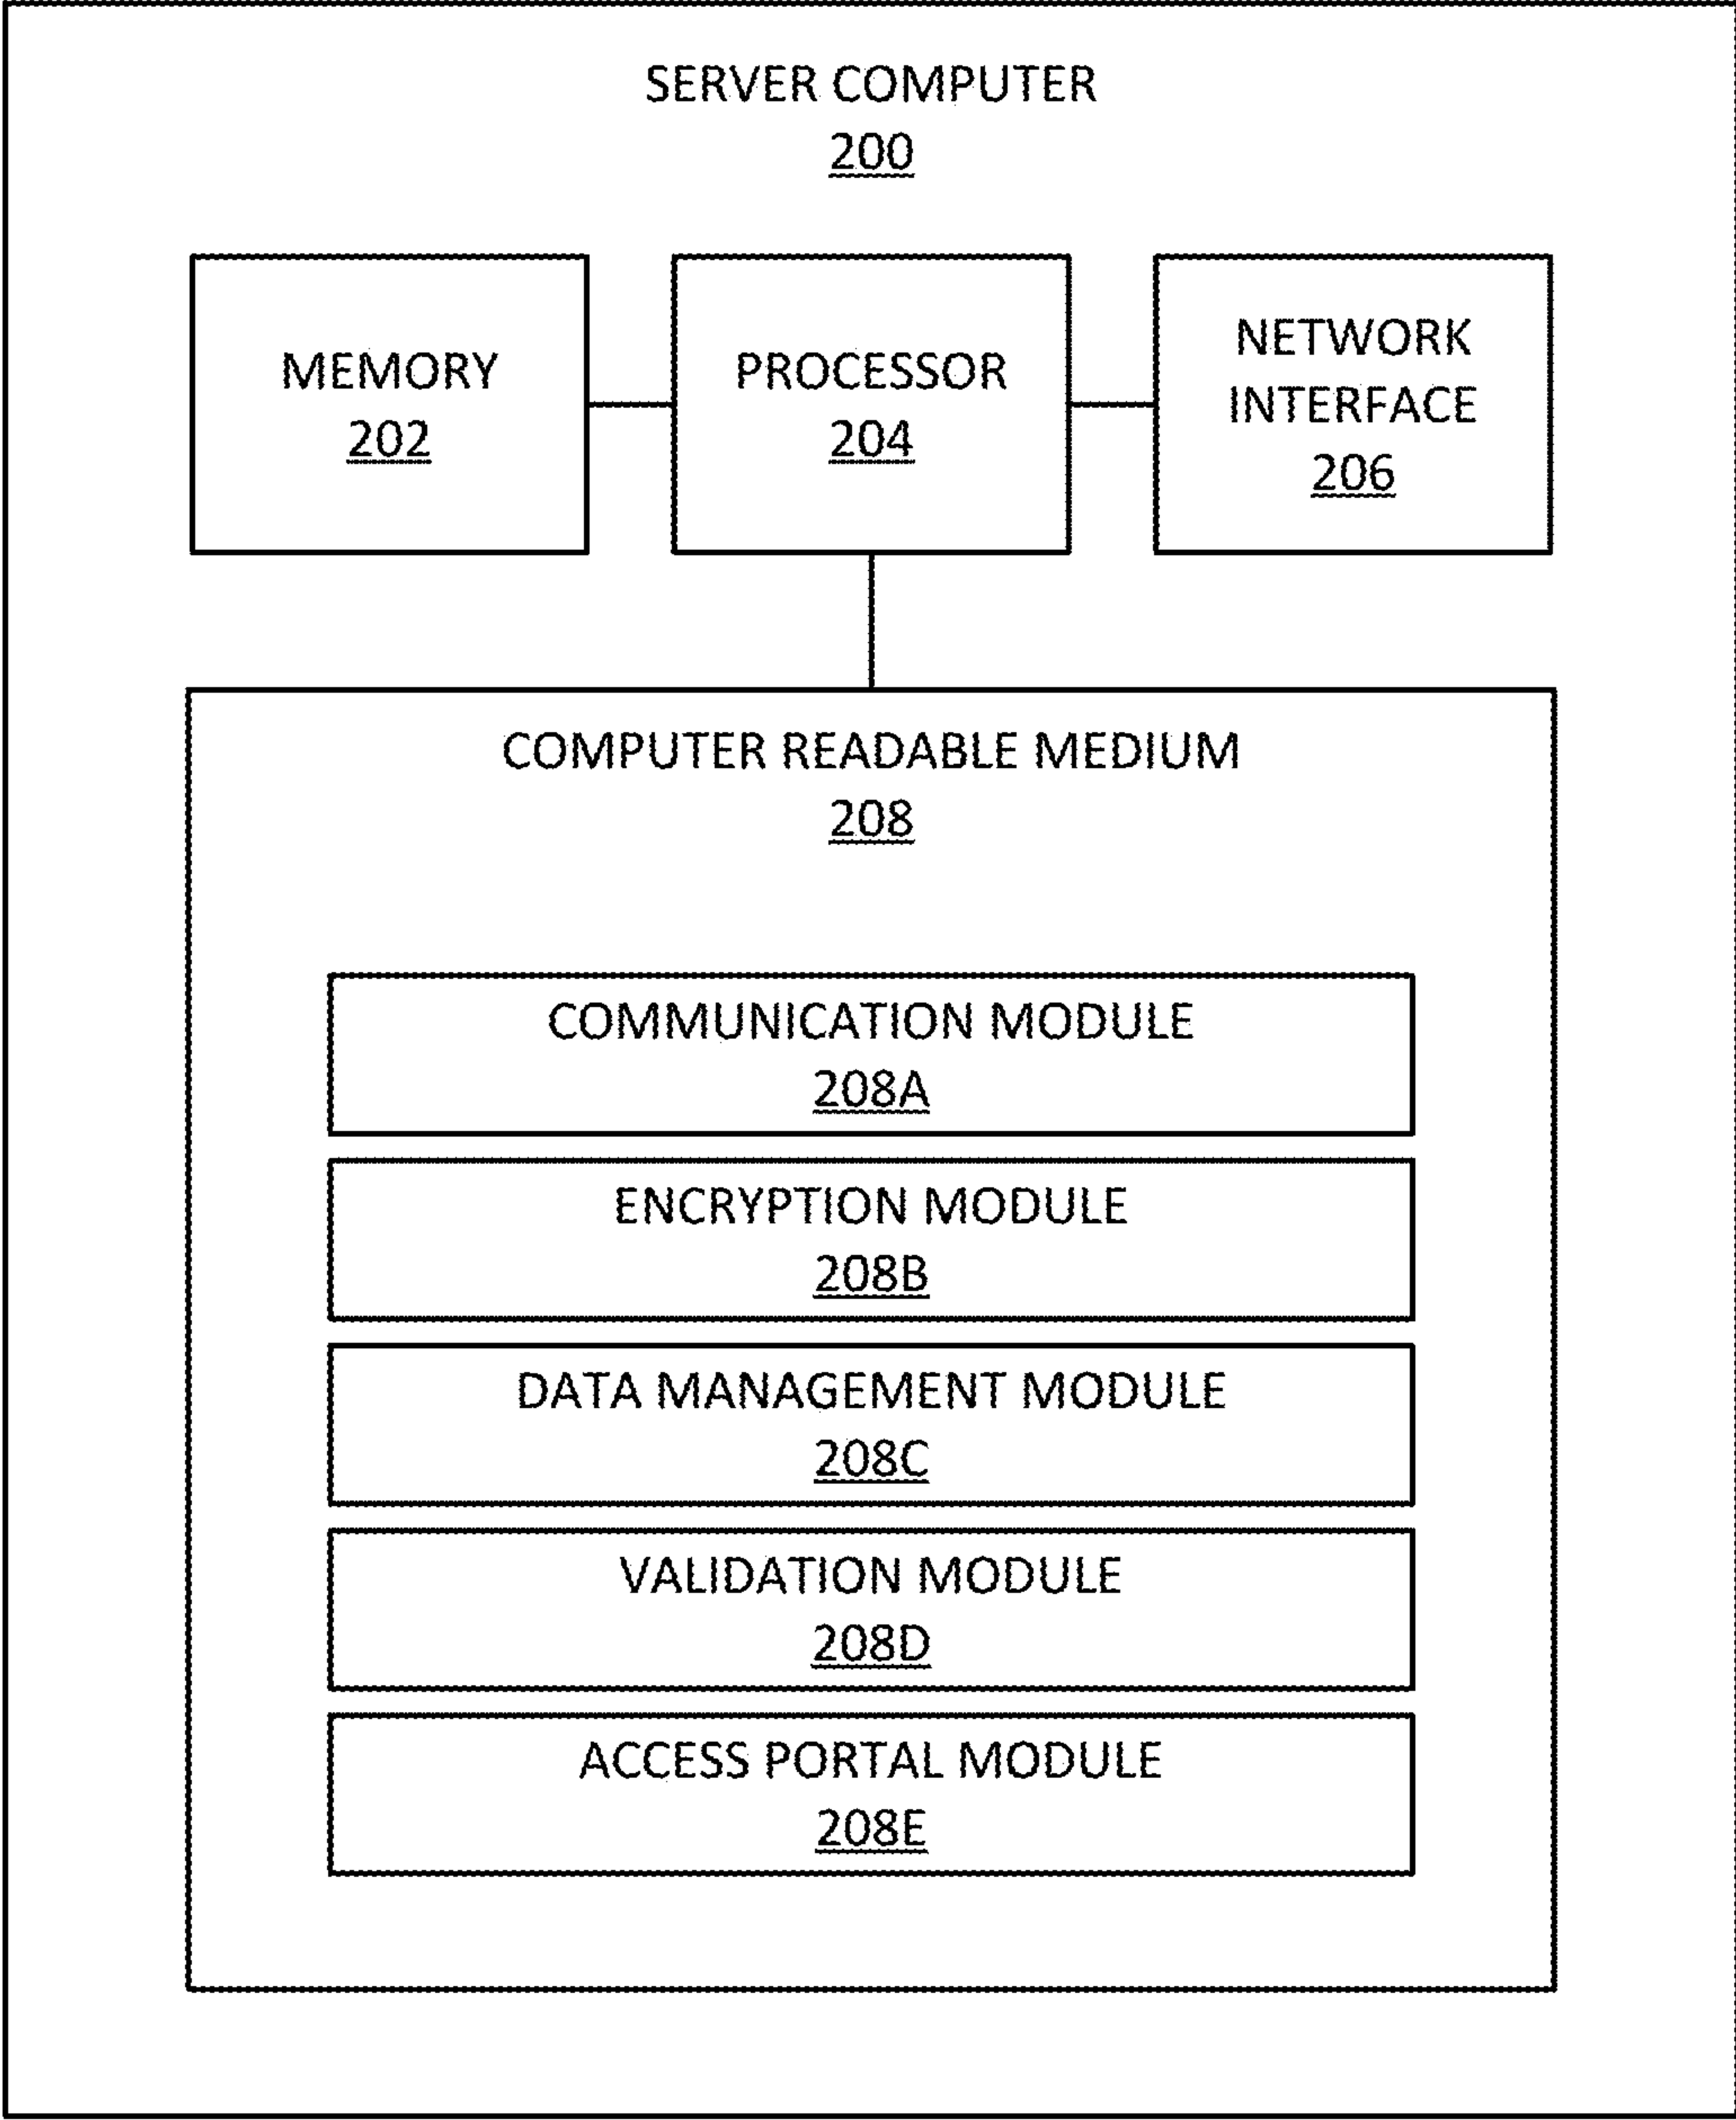 SERVER COMPUTER
200
MEMORY
202
PROCESSOR
204
NETWORK
INTERFACE
206
COMPUTER READABLE MEDIUM
208
COMMUNICATION MODULE
208A
ENCRYPTION MODULE
208B
DATA MANAGEMENT MODULE
208C
VALIDATION MODULE
208D
ACCESS PORTAL MODULE
208E